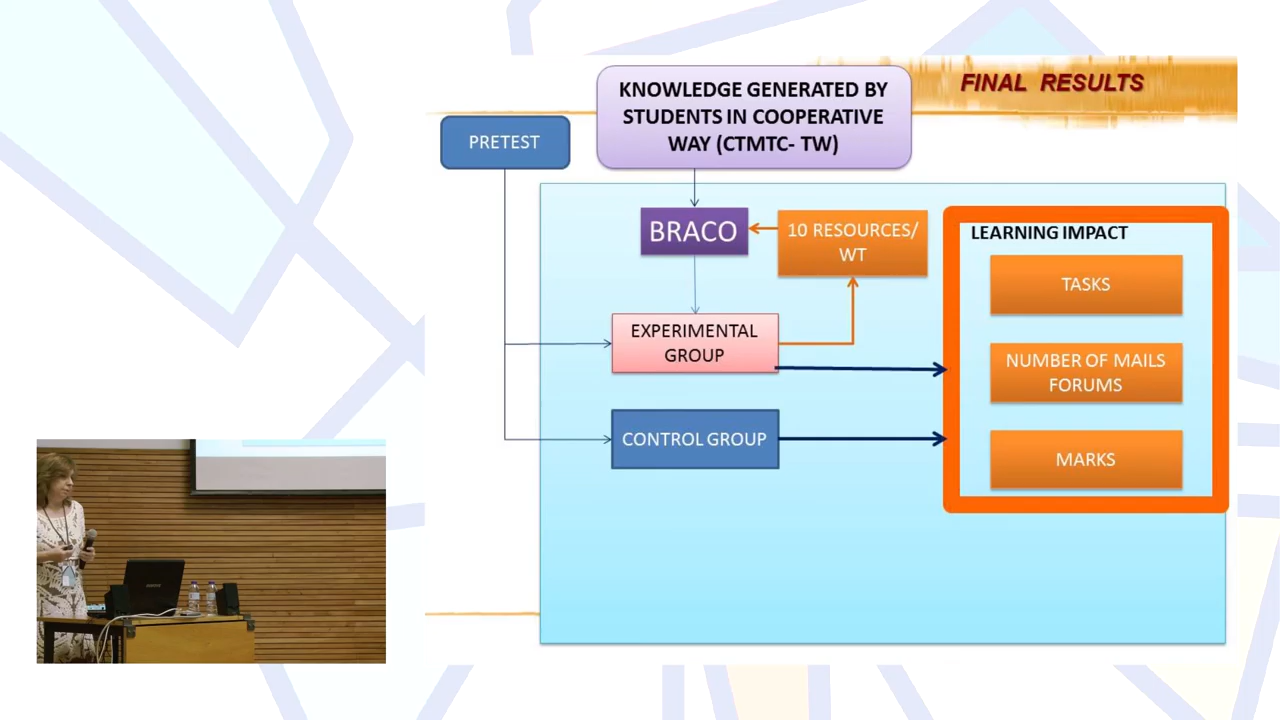 FINAL RESULTS
KNOWLEDGE GENERATED BY
STUDENTS IN COOPERATIVE
WAY (CTMTC- TW)
PRETEST
BRACO
10 RESOURCES/
WT
LEARNING IMPACT
TASKS
EXPERIMENTAL
GROUP
NUMBER OF MAILS
FORUMS
CONTROL GROUP
MARKS